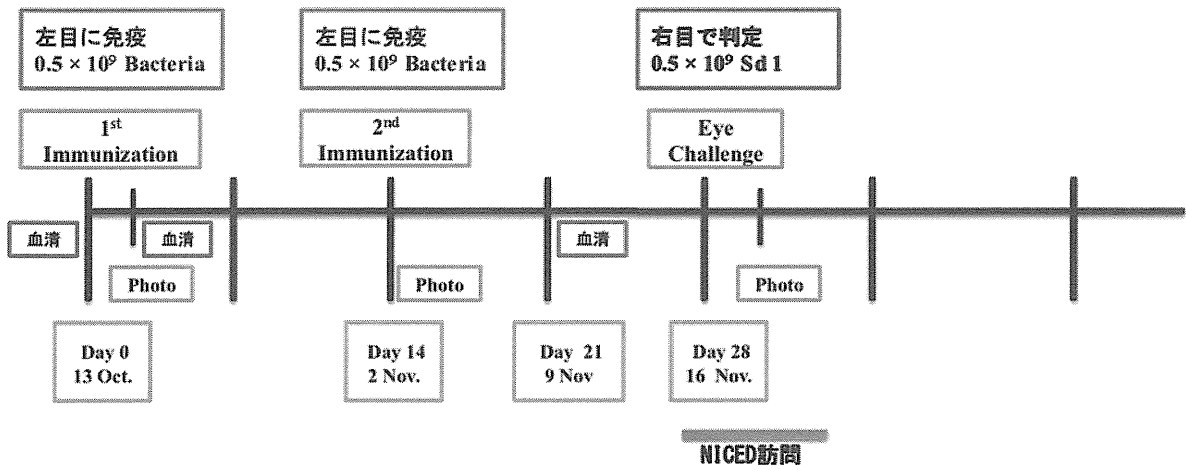 左目に免疫
0.5 × 10⁹ Bacteria
左目に免疫
0.5 × 10⁹ Bacteria
右目で判定
0.5 × 10⁹ Sd 1
1st
Immunization
2nd
Immunization
Eye
Challenge
血清
血清
血清
Photo
Photo
Photo
Day 0
13 Oct.
Day 14
2 Nov.
Day 21
9 Nov
Day 28
16 Nov.
NICED訪問